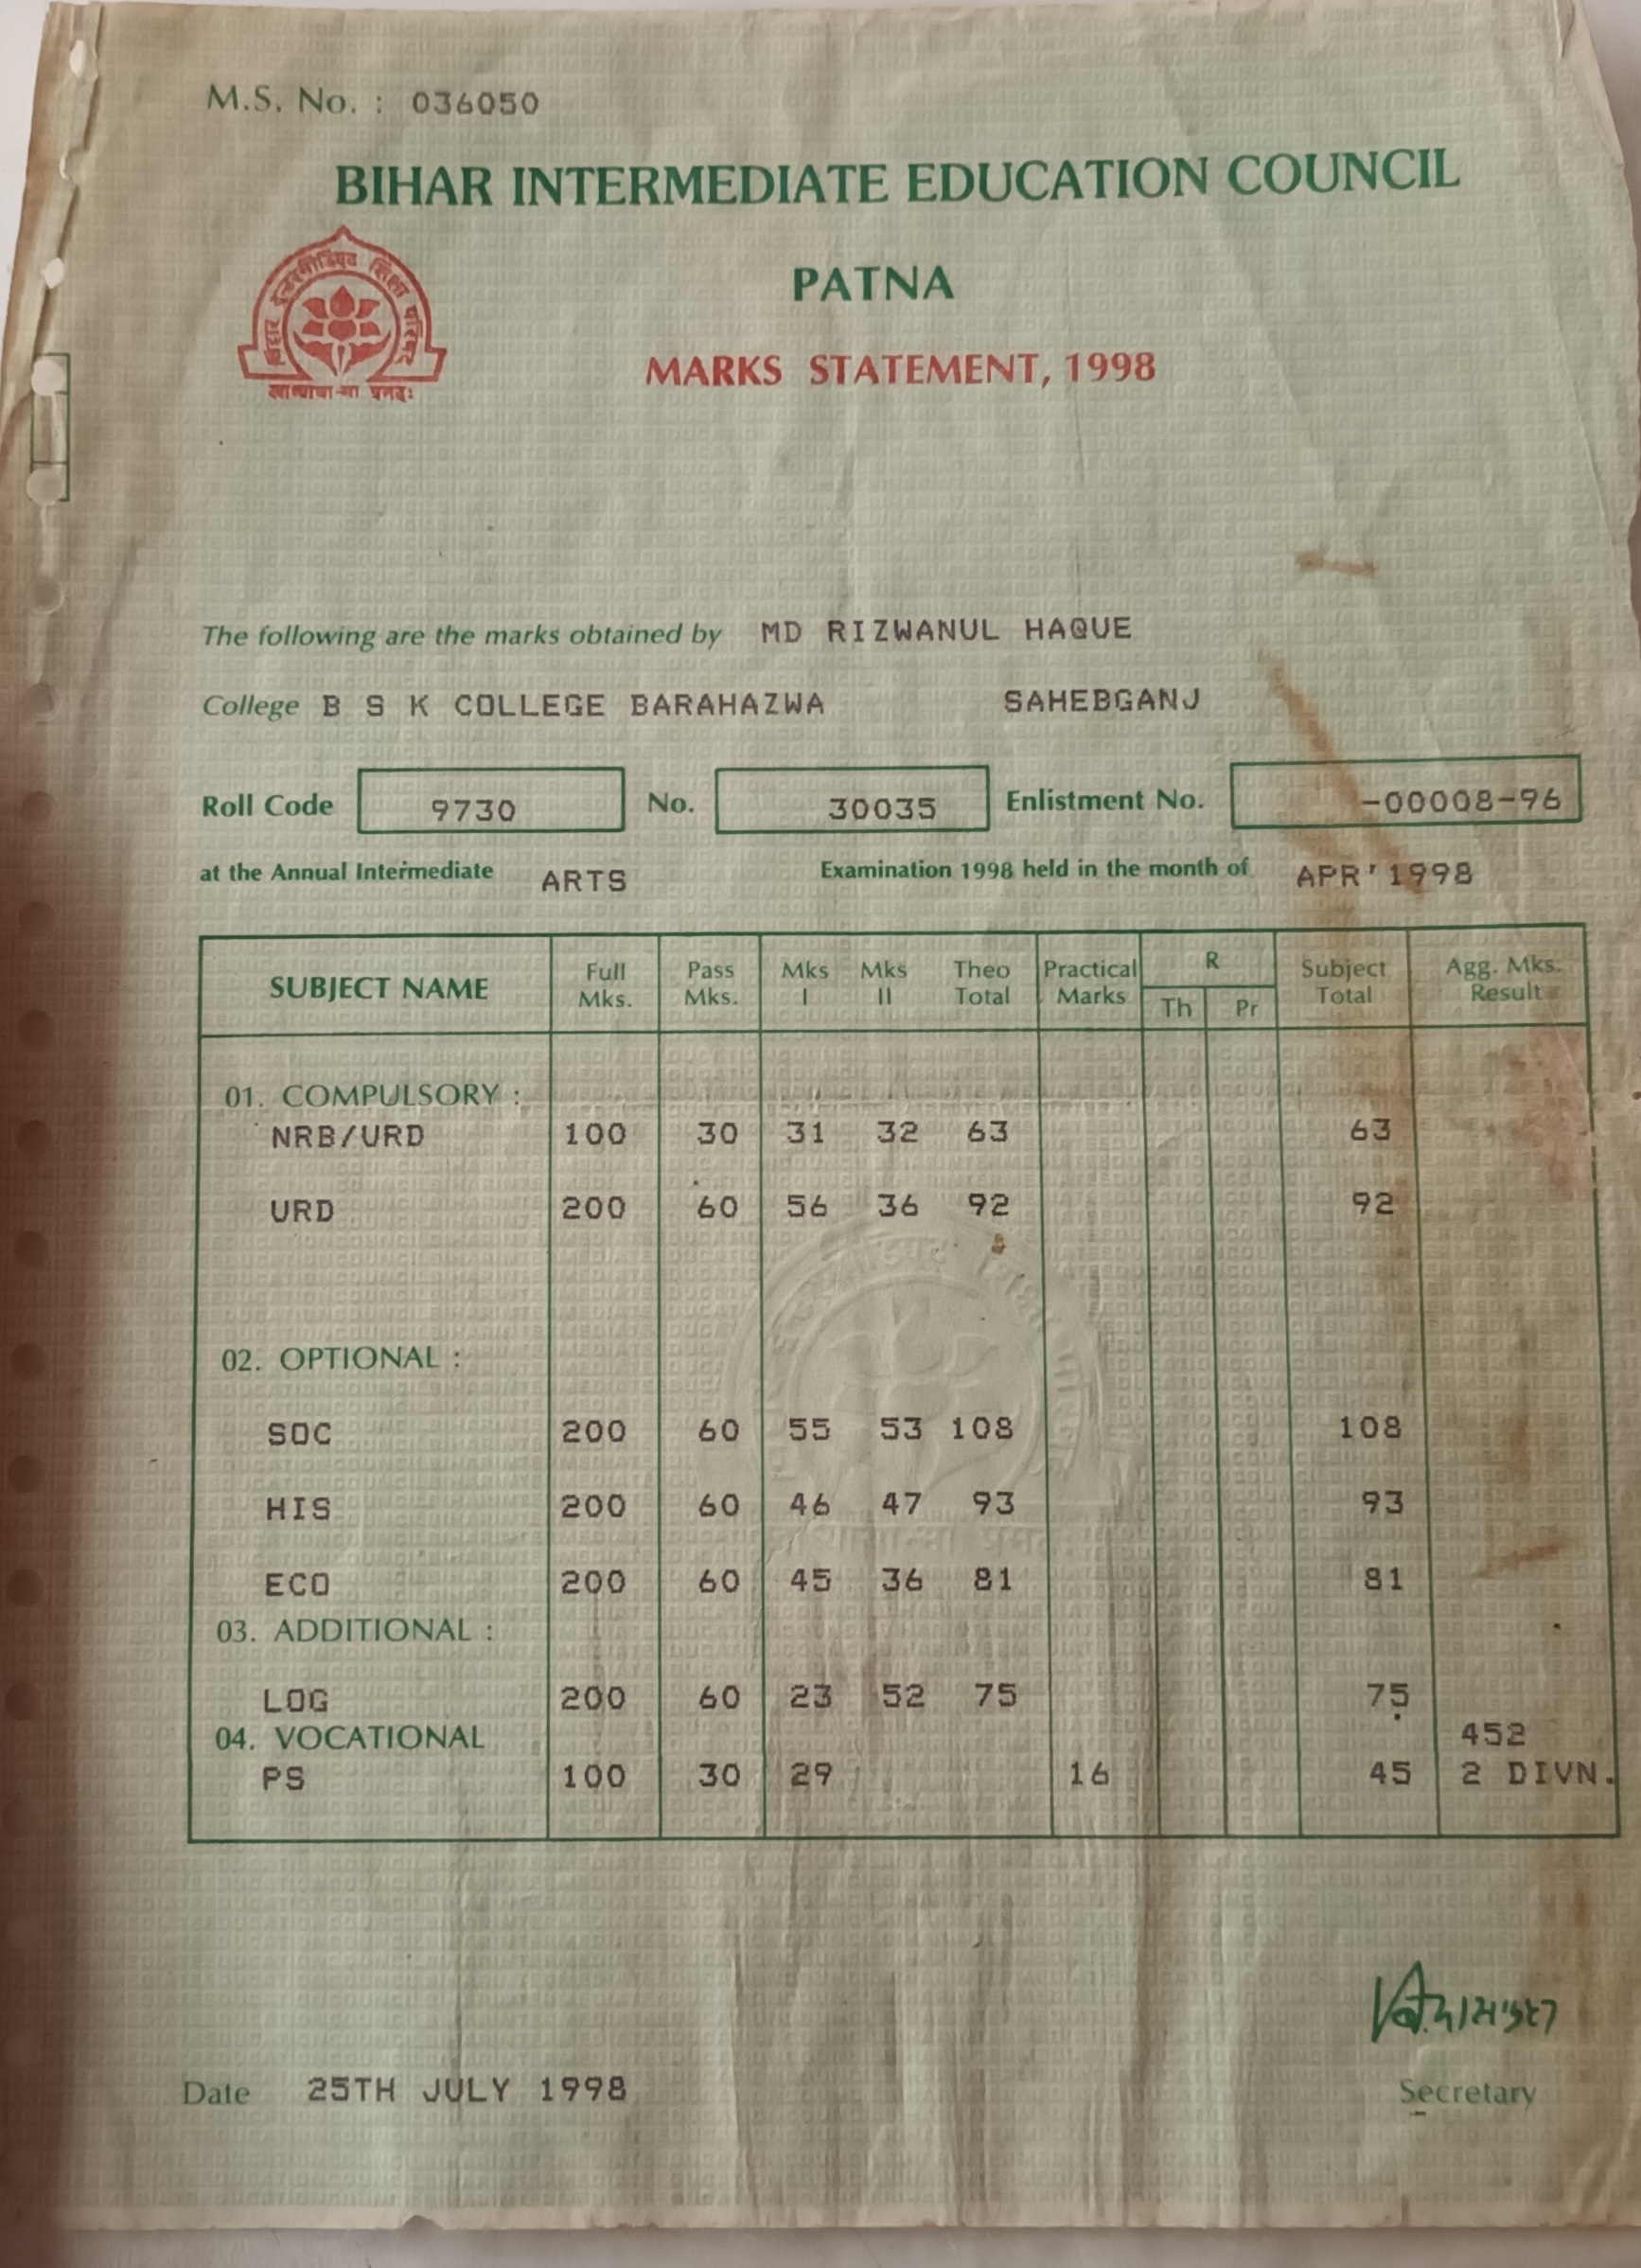 M.S. No. : 036050
BIHAR INTERMEDIATE EDUCATION COUNCIL
PATNA
MARKS STATEMENT, 1998
बिहार इन्टरमीडियेट शिक्षा परिषद्
The following are the marks obtained by MD RIZWANUL HAQUE
College B S K COLLEGE BARAHAZWA SAHEBGANJ
Roll Code 9730 No. 30035 Enlistment No. -00008-96
at the Annual Intermediate ARTS Examination 1998 held in the month of APR'1998
SUBJECT NAME Full Mks. Pass Mks. Mks I Mks II Theo Total Practical Marks R Th Pr Subject Total Agg. Mks. Result
01. COMPULSORY :
NRB/URD 100 30 31 32 63 63
URD 200 60 56 36 92 92
02. OPTIONAL :
SOC 200 60 55 53 108 108
HIS 200 60 46 47 93 93
ECO 200 60 45 36 81 81
03. ADDITIONAL :
LOG 200 60 23 52 75 75
04. VOCATIONAL 452
PS 100 30 29 16 45 2 DIVN.
Date 25TH JULY 1998
Secretary